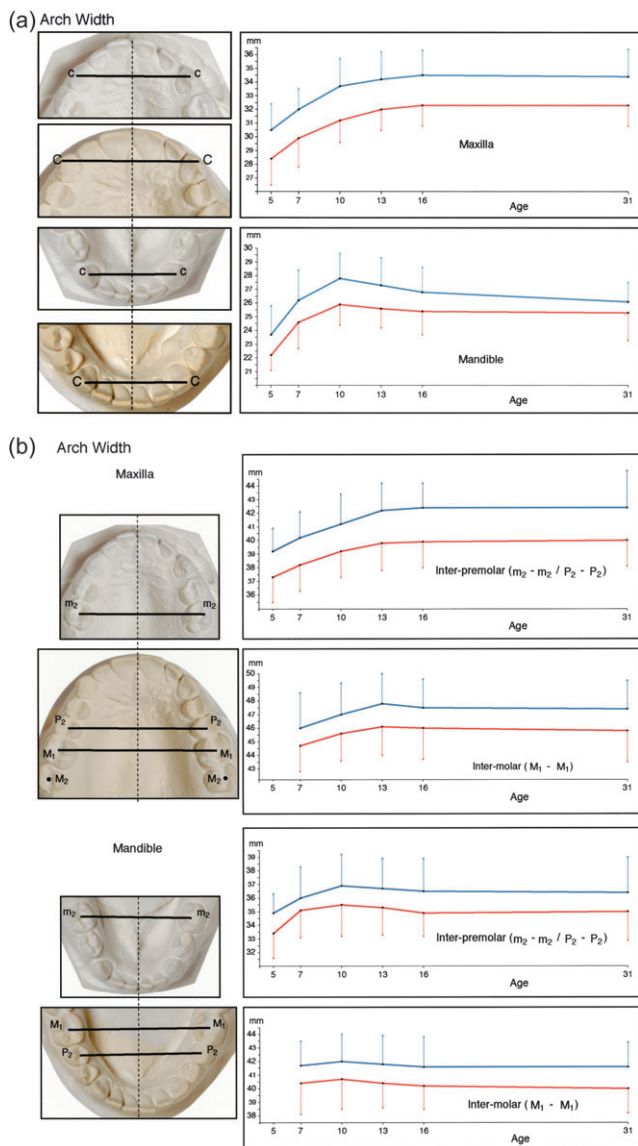 (a) Arch Width
c c
C C
c c
C C
mm
36
35
34
33
32
31
30
29
28
27
5 7 10 13 16 31
Maxilla
Age
mm
30
29
28
27
26
25
24
23
22
21
5 7 10 13 16 31
Mandible
Age
(b) Arch Width
Maxilla
m₂ m₂
P₂ P₂
M₁ M₁
M₂ M₂
mm
44
43
42
41
40
39
38
37
36
35
Inter-premolar (m₂ - m₂ / P₂ - P₂)
5 7 10 13 16 31
Age
mm
50
49
48
47
46
45
44
43
Inter-molar (M₁ - M₁)
5 7 10 13 16 31
Age
Mandible
m₂ m₂
M₁ M₁
P₂ P₂
mm
40
39
38
37
36
35
34
33
32
Inter-premolar (m₂ - m₂ / P₂ - P₂)
5 7 10 13 16 31
Age
mm
44
43
42
41
40
39
38
Inter-molar (M₁ - M₁)
5 7 10 13 16 31
Age